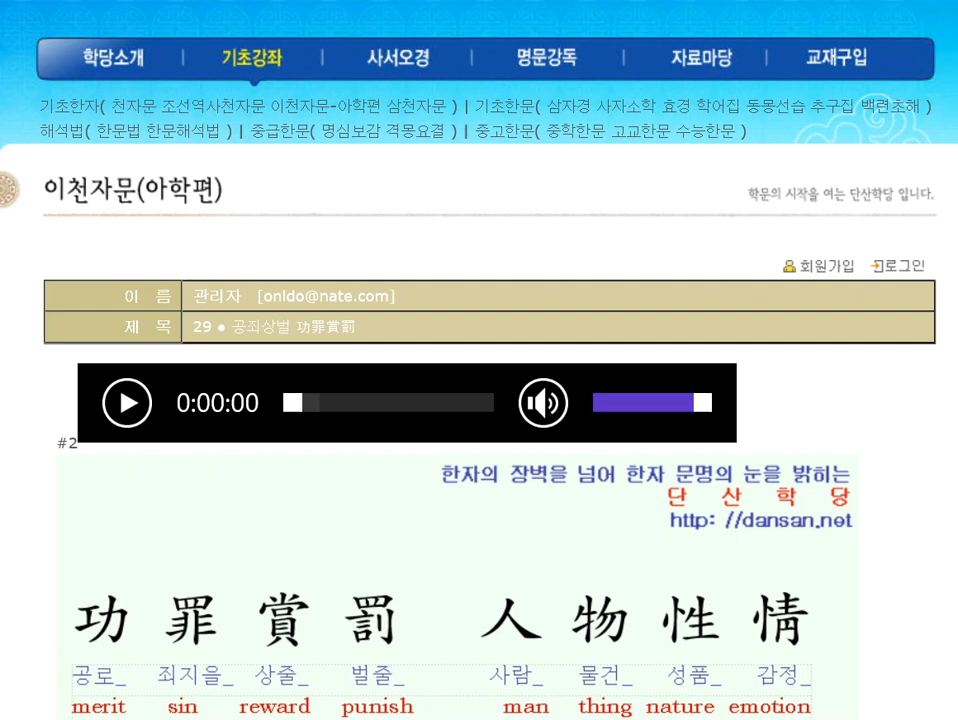 학당소개 | 기초강좌 | 사서오경 | 명문강독 | 자료마당 | 교재구입
기초한자( 천자문 조선역사천자문 이천자문-아학편 삼천자문 ) | 기초한문( 삼자경 사자소학 효경 학어집 동몽선습 추구집 백련초해 )
해석법( 한문법 한문해석법 ) | 중급한문( 명심보감 격몽요결 ) | 중고한문( 중학한문 고교한문 수능한문 )
이천자문(아학편)
학문의 시작을 여는 단산학당 입니다.
회원가입 로그인
이 름 관리자 [onldo@nate.com]
제 목 29 ● 공죄상벌 功罪賞罰
0:00:00
#2
한자의 장벽을 넘어 한자 문명의 눈을 밝히는
단 산 학 당
http: //dansan.net
功 罪 賞 罰 人 物 性 情
공로_ 죄지을_ 상줄_ 벌줄_ 사람_ 물건_ 성품_ 감정_
merit sin reward punish man thing nature emotion